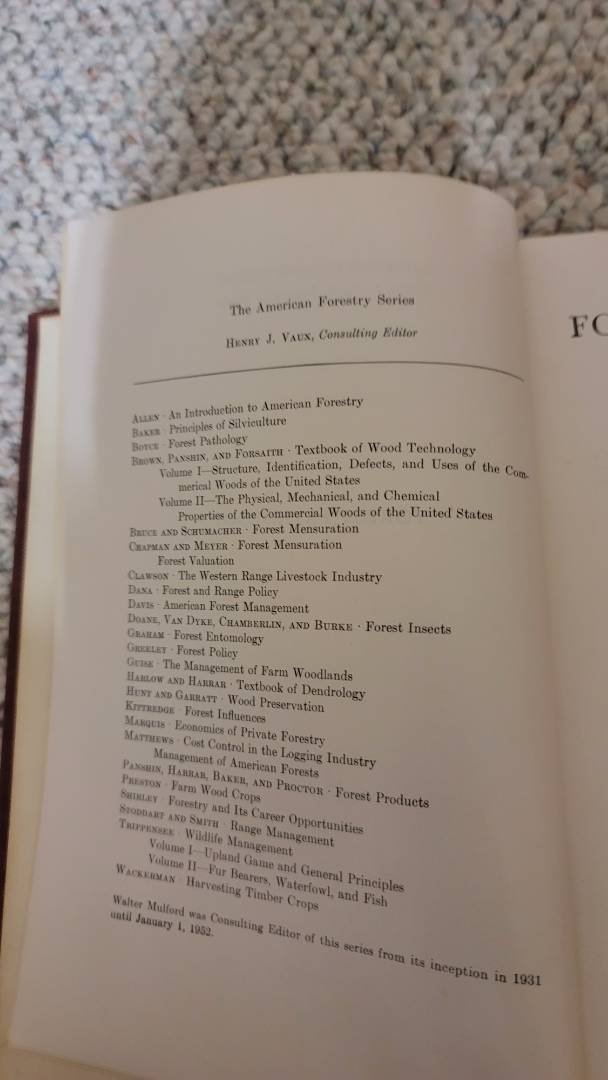 The American Forestry Series
Henry J. Vaux, Consulting Editor
Allen · An Introduction to American Forestry
Baker · Principles of Silviculture
Boyce · Forest Pathology
Brown, Panshin, and Forsaith · Textbook of Wood Technology
Volume I—Structure, Identification, Defects, and Uses of the Com-
merical Woods of the United States
Volume II—The Physical, Mechanical, and Chemical
Properties of the Commercial Woods of the United States
Bruce and Schumacher · Forest Mensuration
Chapman and Meyer · Forest Mensuration
Forest Valuation
Clawson · The Western Range Livestock Industry
Dana · Forest and Range Policy
Davis · American Forest Management
Doane, Van Dyke, Chamberlin, and Burke · Forest Insects
Graham · Forest Entomology
Greeley · Forest Policy
Guise · The Management of Farm Woodlands
Harlow and Harrar · Textbook of Dendrology
Hunt and Garratt · Wood Preservation
Kittredge · Forest Influences
Marquis · Economics of Private Forestry
Matthews · Cost Control in the Logging Industry
Management of American Forests
Panshin, Harrar, Baker, and Proctor · Forest Products
Preston · Farm Wood Crops
Shirley · Forestry and Its Career Opportunities
Stoddart and Smith · Range Management
Trippensee · Wildlife Management
Volume I—Upland Game and General Principles
Volume II—Fur Bearers, Waterfowl, and Fish
Wackerman · Harvesting Timber Crops
Walter Mulford was Consulting Editor of this series from its inception in 1931
until January 1, 1952.
FO